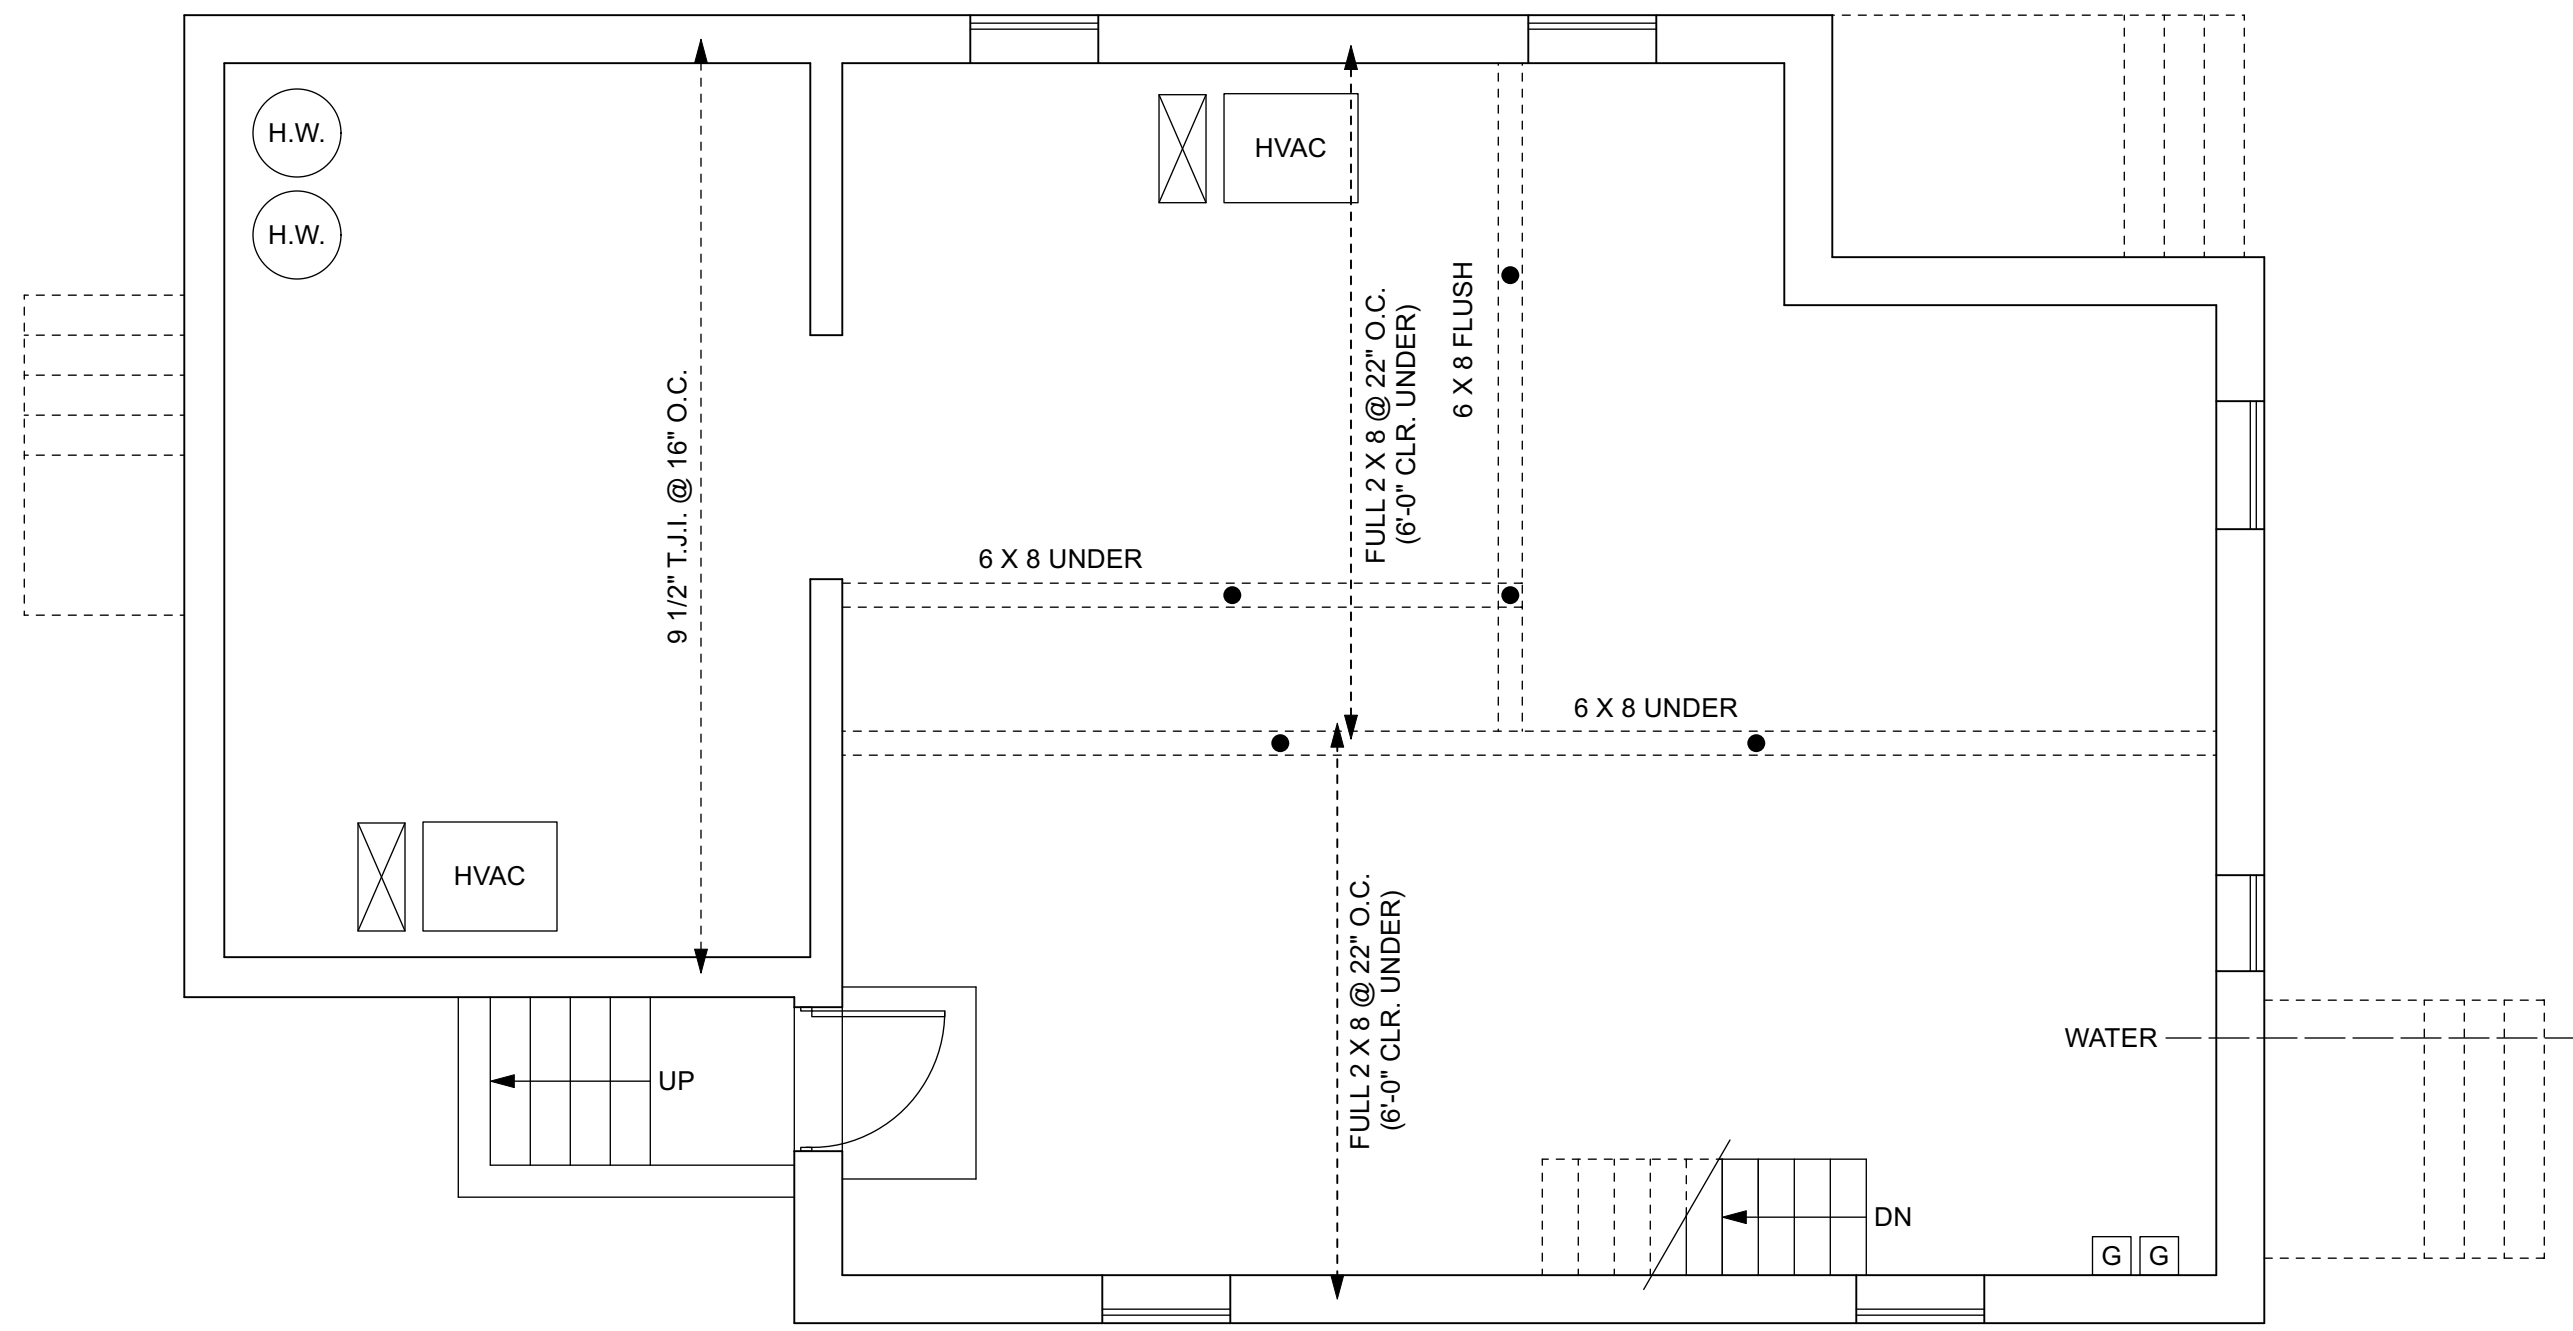 H.W.
HVAC
H.W.
6 X 8 FLUSH
FULL 2 X 8 @ 22" O.C.
(6'-0" CLR. UNDER)
9 1/2" T.J.I. @ 16" O.C.
6 X 8 UNDER
6 X 8 UNDER
HVAC
FULL 2 X 8 @ 22" O.C.
(6'-0" CLR. UNDER)
WATER
UP
DN
G G